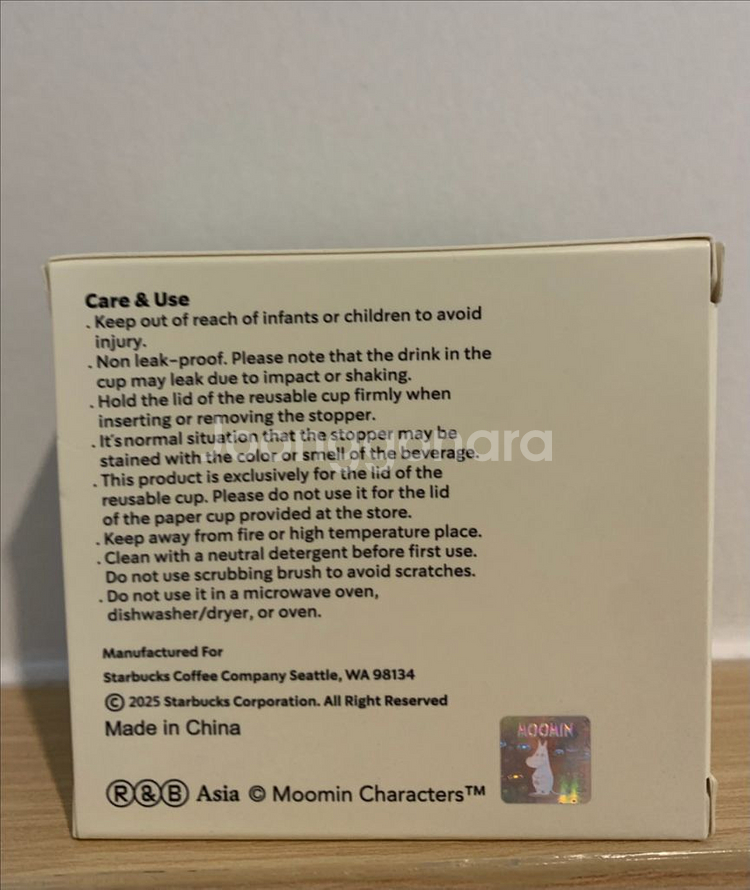 Care & Use
. Keep out of reach of infants or children to avoid
injury.
. Non leak-proof. Please note that the drink in the
cup may leak due to impact or shaking.
. Hold the lid of the reusable cup firmly when
inserting or removing the stopper.
. It's normal situation that the stopper may be
stained with the color or smell of the beverage.
. This product is exclusively for the lid of the
reusable cup. Please do not use it for the lid
of the paper cup provided at the store.
. Keep away from fire or high temperature place.
. Clean with a neutral detergent before first use.
Do not use scrubbing brush to avoid scratches.
. Do not use it in a microwave oven,
dishwasher/dryer, or oven.
Manufactured For
Starbucks Coffee Company Seattle, WA 98134
© 2025 Starbucks Corporation. All Right Reserved
Made in China
MOOMIN
Ⓡ&Ⓑ Asia © Moomin Characters™